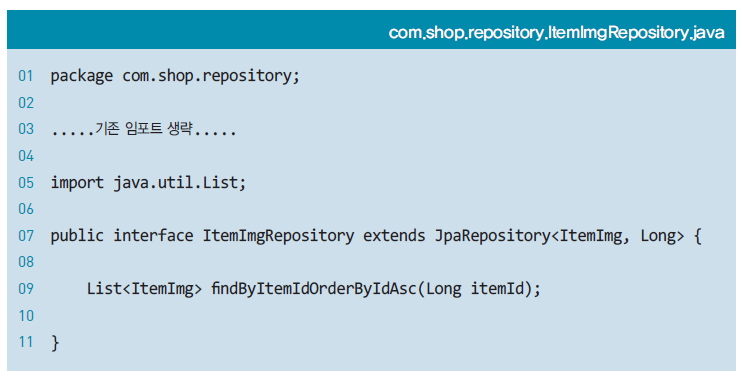 com.shop.repository.ItemImgRepository.java
01 package com.shop.repository;
02
03 .....기존 임포트 생략.....
04
05 import java.util.List;
06
07 public interface ItemImgRepository extends JpaRepository<ItemImg, Long> {
08
09     List<ItemImg> findByItemIdOrderByIdAsc(Long itemId);
10
11 }